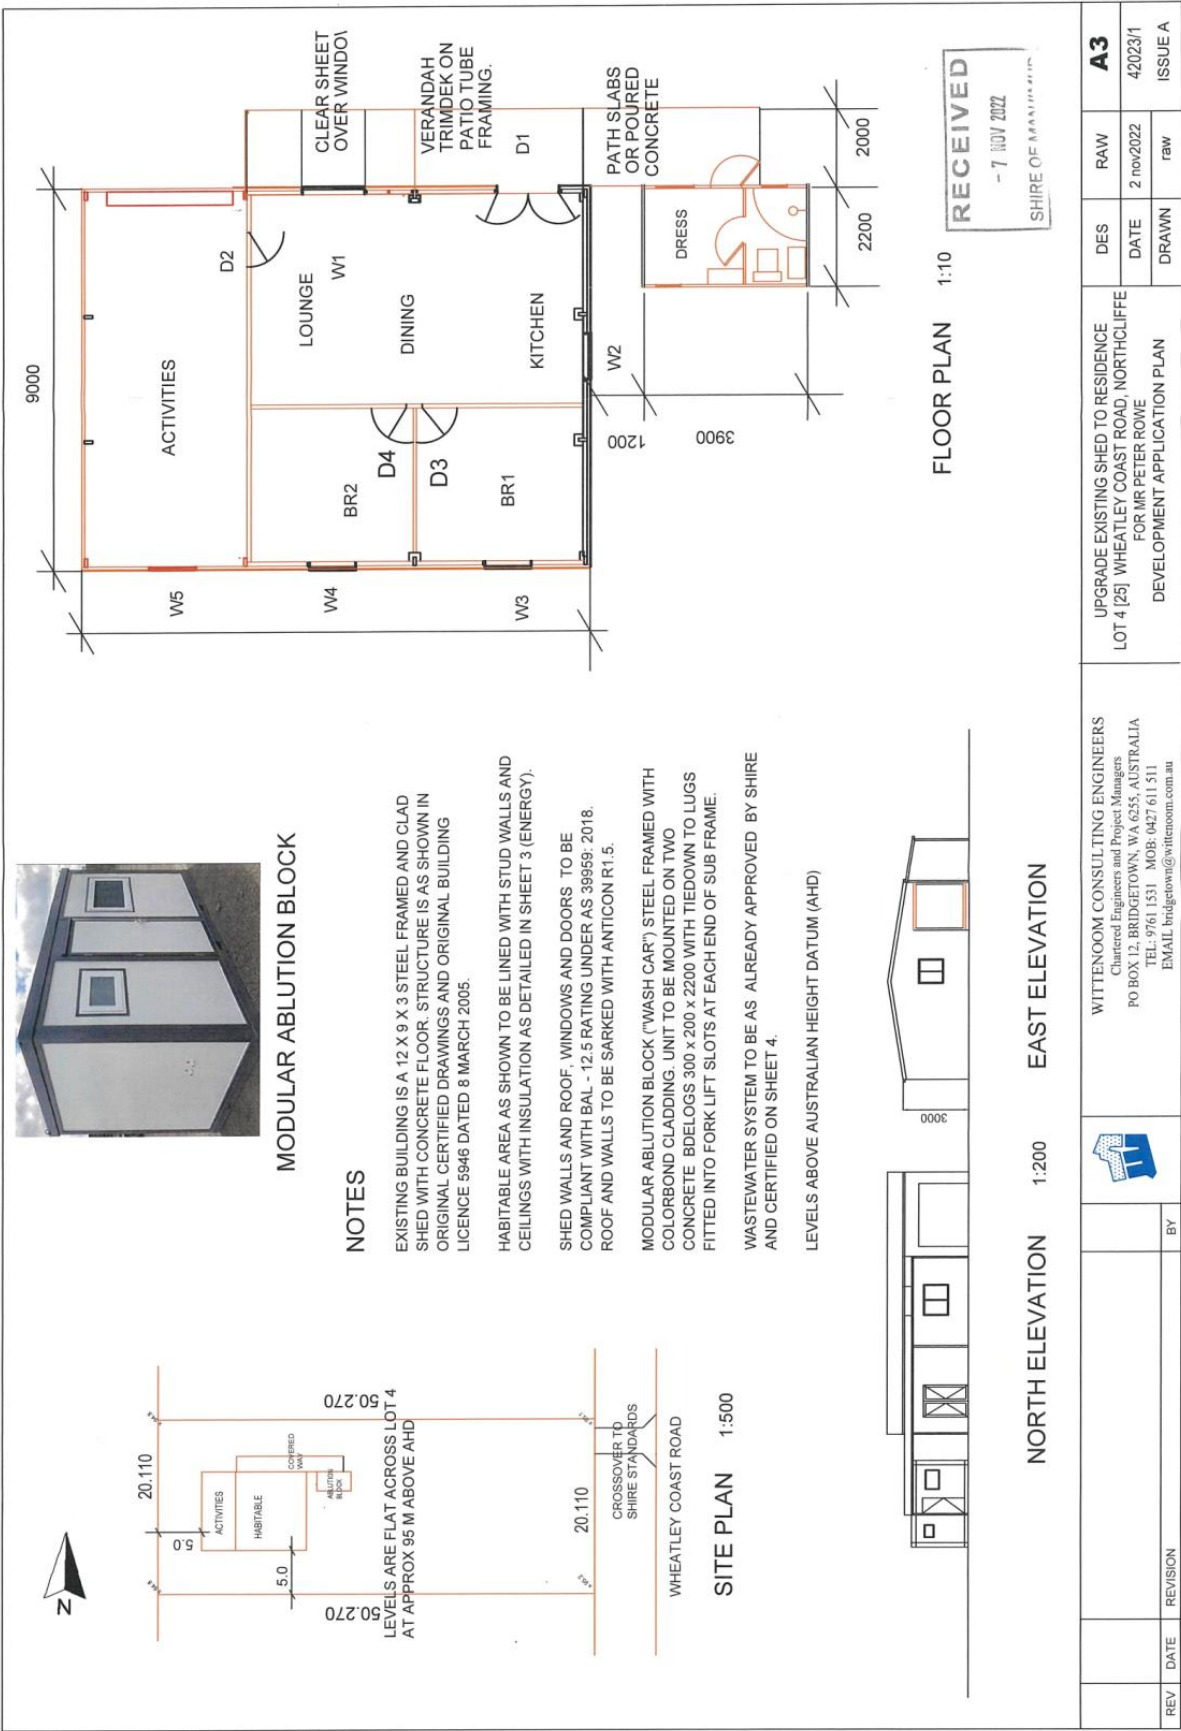 N
20.110
5.0
ACTIVITIES
HABITABLE
COVERED
WAY
ABLUTION
BLOCK
5.0
50.270
50.270
LEVELS ARE FLAT ACROSS LOT 4
AT APPROX 95 M ABOVE AHD
20.110
CROSSOVER TO
SHIRE STANDARDS
WHEATLEY COAST ROAD
SITE PLAN 1:500
MODULAR ABLUTION BLOCK
NOTES
EXISTING BUILDING IS A 12 X 9 X 3 STEEL FRAMED AND CLAD
SHED WITH CONCRETE FLOOR. STRUCTURE IS AS SHOWN IN
ORIGINAL CERTIFIED DRAWINGS AND ORIGINAL BUILDING
LICENCE 5946 DATED 8 MARCH 2005.
HABITABLE AREA AS SHOWN TO BE LINED WITH STUD WALLS AND
CEILINGS WITH INSULATION AS DETAILED IN SHEET 3 (ENERGY).
SHED WALLS AND ROOF, WINDOWS AND DOORS TO BE
COMPLIANT WITH BAL - 12.5 RATING UNDER AS 39959: 2018.
ROOF AND WALLS TO BE SARKED WITH ANTICON R1.5.
MODULAR ABLUTION BLOCK ("WASH CAR") STEEL FRAMED WITH
COLORBOND CLADDING. UNIT TO BE MOUNTED ON TWO
CONCRETE BDELOGS 300 x 200 x 2200 WITH TIEDOWN TO LUGS
FITTED INTO FORK LIFT SLOTS AT EACH END OF SUB FRAME.
WASTEWATER SYSTEM TO BE AS ALREADY APPROVED BY SHIRE
AND CERTIFIED ON SHEET 4.
LEVELS ABOVE AUSTRALIAN HEIGHT DATUM (AHD)
9000
ACTIVITIES
D2
CLEAR SHEET
OVER WINDO
LOUNGE
W1
VERANDAH
TRIMDEK ON
PATIO TUBE
FRAMING.
DINING
D1
KITCHEN
PATH SLABS
OR POURED
CONCRETE
BR2
D4
D3
BR1
W5
W4
W3
W2
1200
3900
DRESS
2200
2000
FLOOR PLAN 1:10
RECEIVED
- 7 NOV 2022
SHIRE OF
3000
NORTH ELEVATION 1:200 EAST ELEVATION
REV DATE REVISION BY
WITTENOOM CONSULTING ENGINEERS
Chartered Engineers and Project Managers
PO BOX 12, BRIDGETOWN, WA 6255, AUSTRALIA
TEL: 9761 1531 MOB: 0427 611 511
EMAIL bridgetown@wittenoom.com.au
UPGRADE EXISTING SHED TO RESIDENCE
LOT 4 [25] WHEATLEY COAST ROAD, NORTHCLIFFE
FOR MR PETER ROWE
DEVELOPMENT APPLICATION PLAN
DES RAW A3
DATE 2 nov2022 42023/1
DRAWN raw ISSUE A